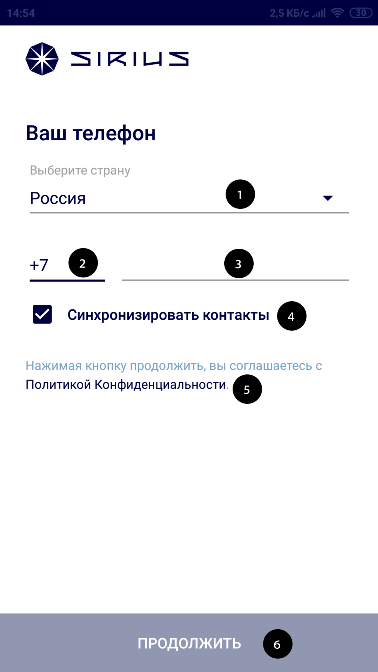 14:54 2,5 КБ/с 30
SIRIUS
Ваш телефон
Выберите страну
Россия 1
+7 2 3
Синхронизировать контакты 4
Нажимая кнопку продолжить, вы соглашаетесь с
Политикой Конфиденциальности. 5
ПРОДОЛЖИТЬ 6